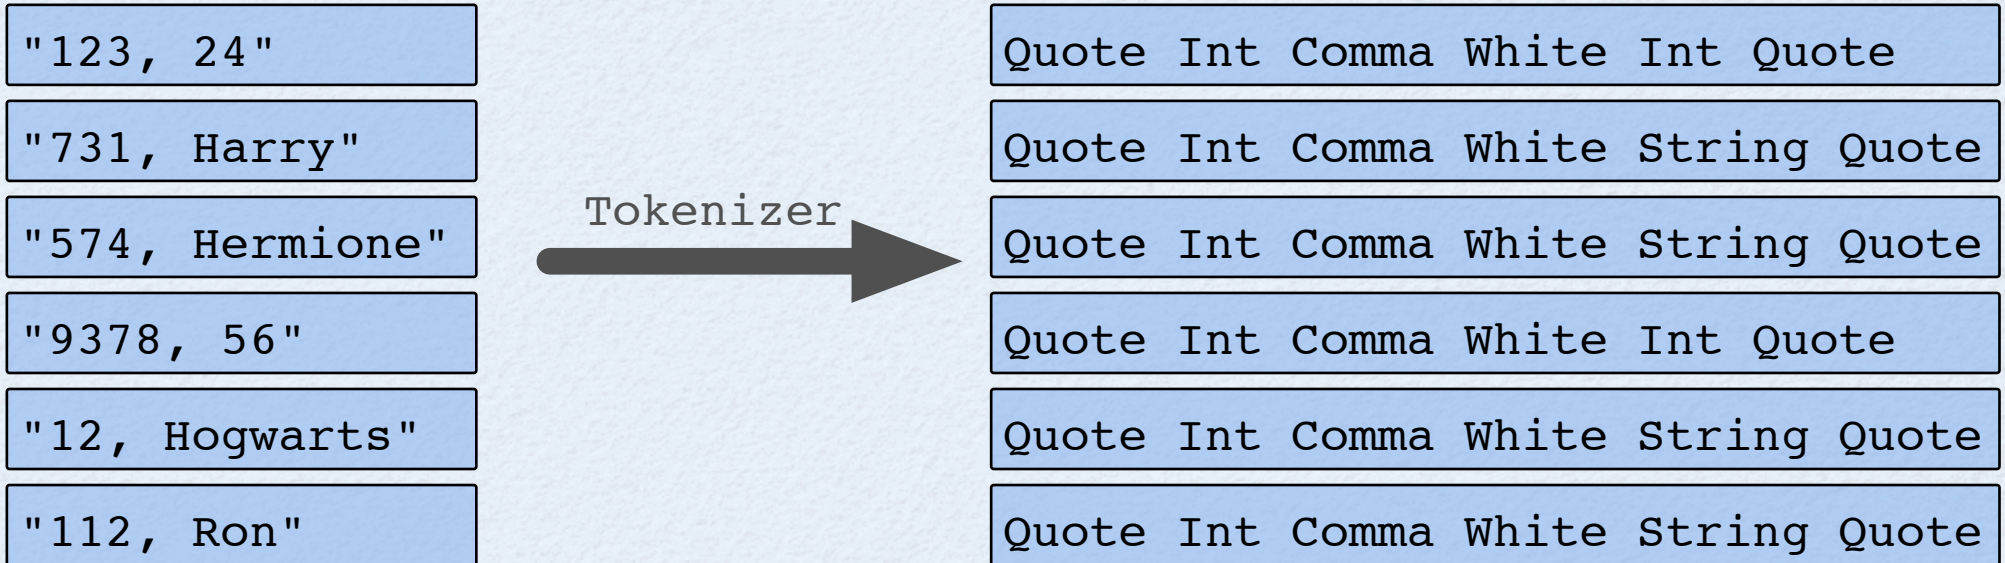 "123, 24"
"731, Harry"
"574, Hermione"
"9378, 56"
"12, Hogwarts"
"112, Ron"
Tokenizer
Quote Int Comma White Int Quote
Quote Int Comma White String Quote
Quote Int Comma White String Quote
Quote Int Comma White Int Quote
Quote Int Comma White String Quote
Quote Int Comma White String Quote